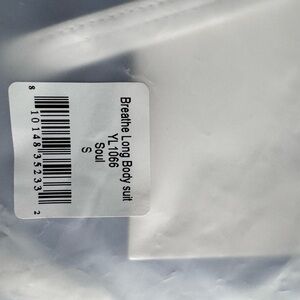 Breathe Long Body suit
YL1066
Soul
S
8 10148 35233 2